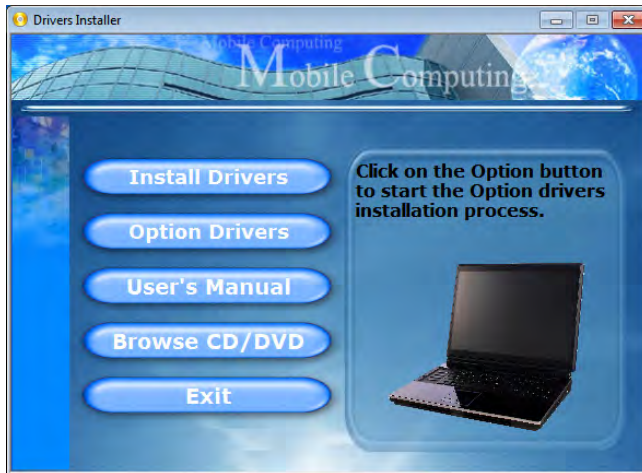 Drivers Installer
Mobile Computing
Mobile Computing
Install Drivers
Option Drivers
User's Manual
Browse CD/DVD
Exit
Click on the Option button
to start the Option drivers
installation process.